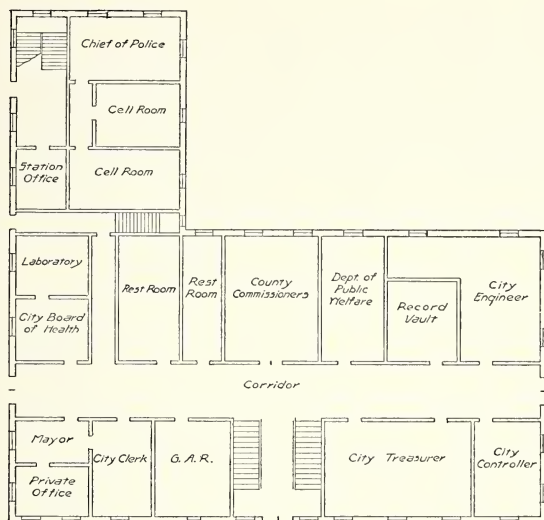 Chief of Police
Cell Room
Station
Office
Cell Room
Laboratory
City Board
of Health
Rest Room
Rest
Room
County
Commissioners
Dept. of
Public
Welfare
Record
Vault
City
Engineer
Corridor
Mayor
Private
Office
City Clerk
G. A. R.
City Treasurer
City
Controller